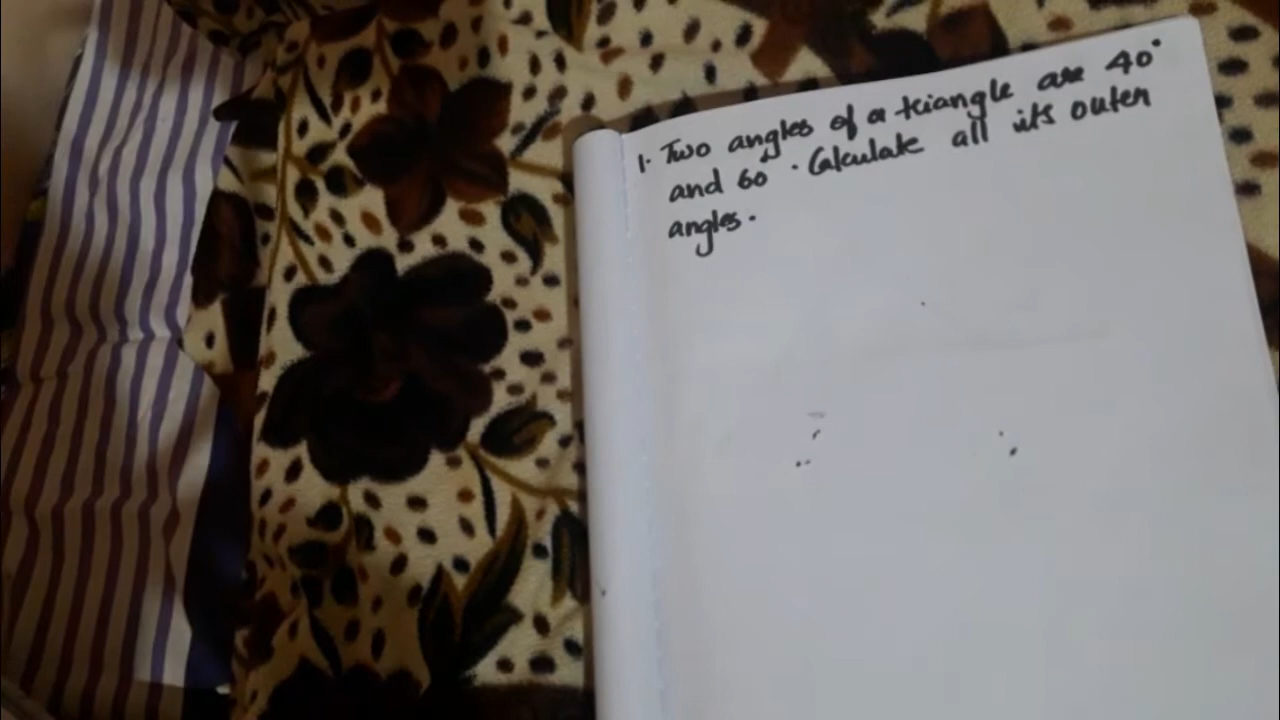 1. Two angles of a triangle are 40°
and 60°. Calculate all its outer
angles.